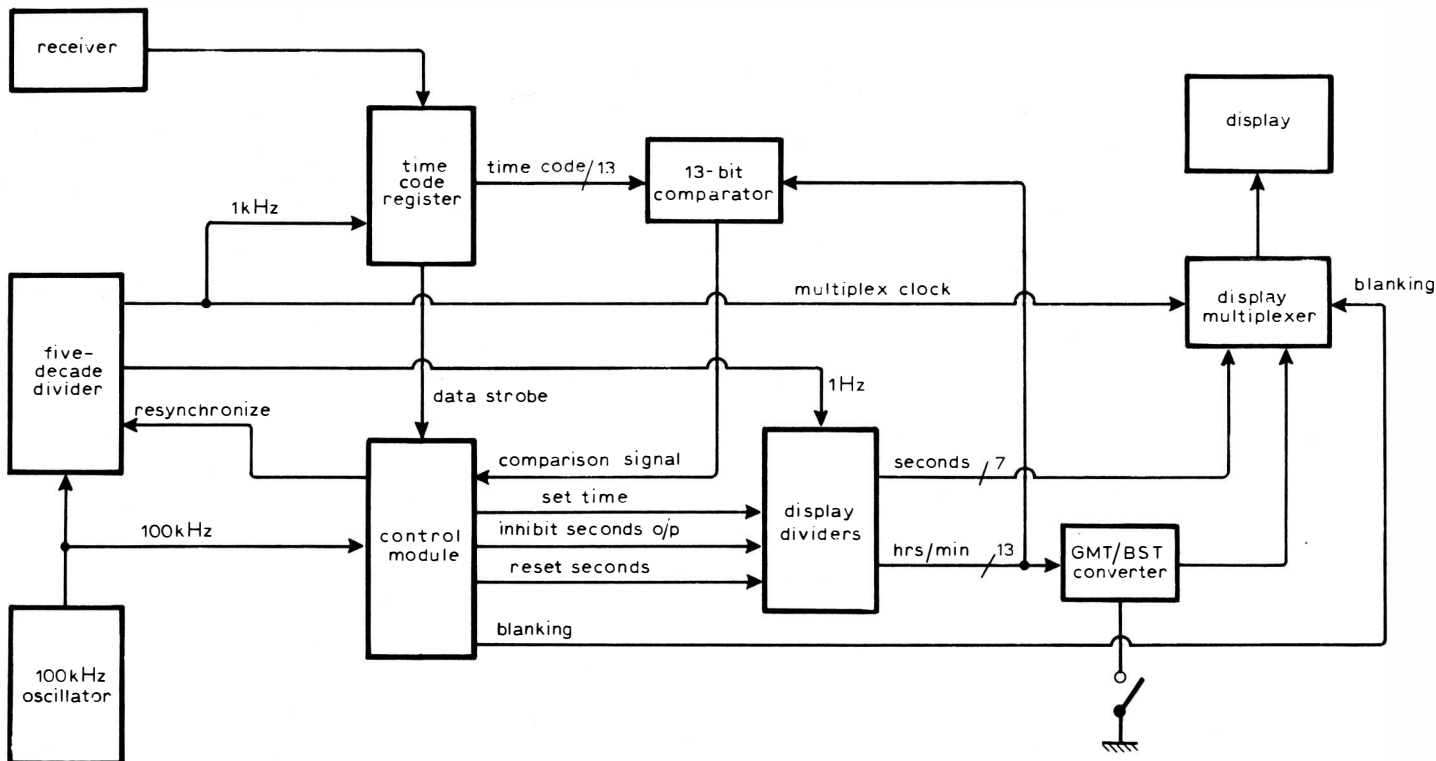 receiver
display
time
code
register
time code/13
13-bit
comparator
1kHz
multiplex clock
display
multiplexer
blanking
five-
decade
divider
1Hz
data strobe
resynchronize
comparison signal
seconds/7
set time
display
dividers
100kHz
control
module
inhibit seconds o/p
hrs/min/13
GMT/BST
converter
reset seconds
blanking
100kHz
oscillator